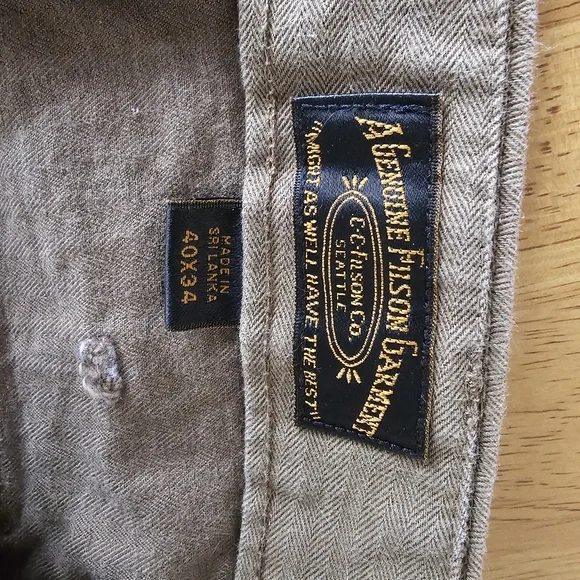 A GENUINE FILSON GARMENT
C.C. FILSON CO.
SEATTLE
"MIGHT AS WELL HAVE THE BEST"
MADE IN
SRI LANKA
40X34